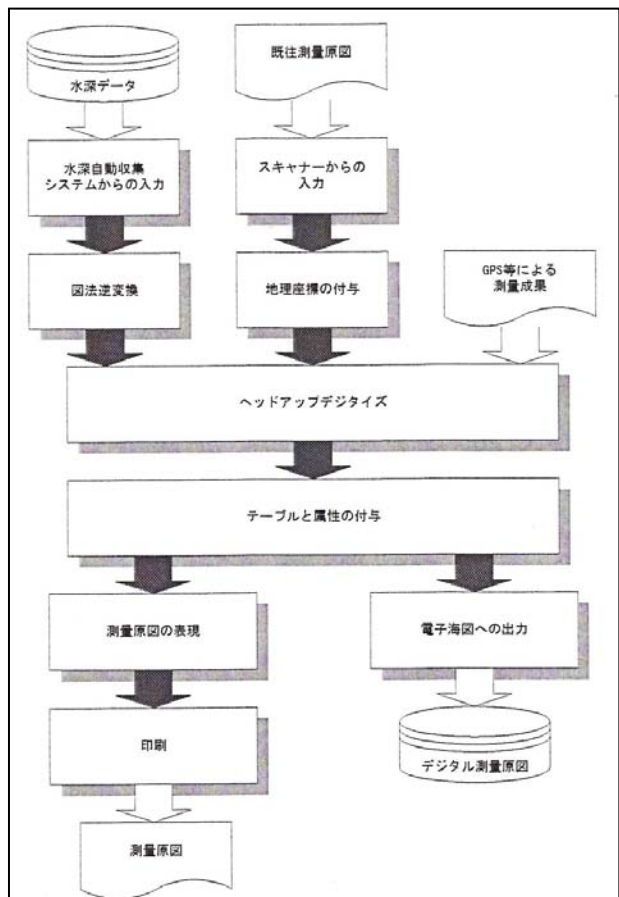 水深データ
既往測量原図
水深自動収集
システムからの入力
スキャナーからの
入力
図法逆変換
地理座標の付与
GPS等による
測量成果
ヘッドアップデジタイズ
テーブルと属性の付与
測量原図の表現
電子海図への出力
印刷
デジタル測量原図
測量原図